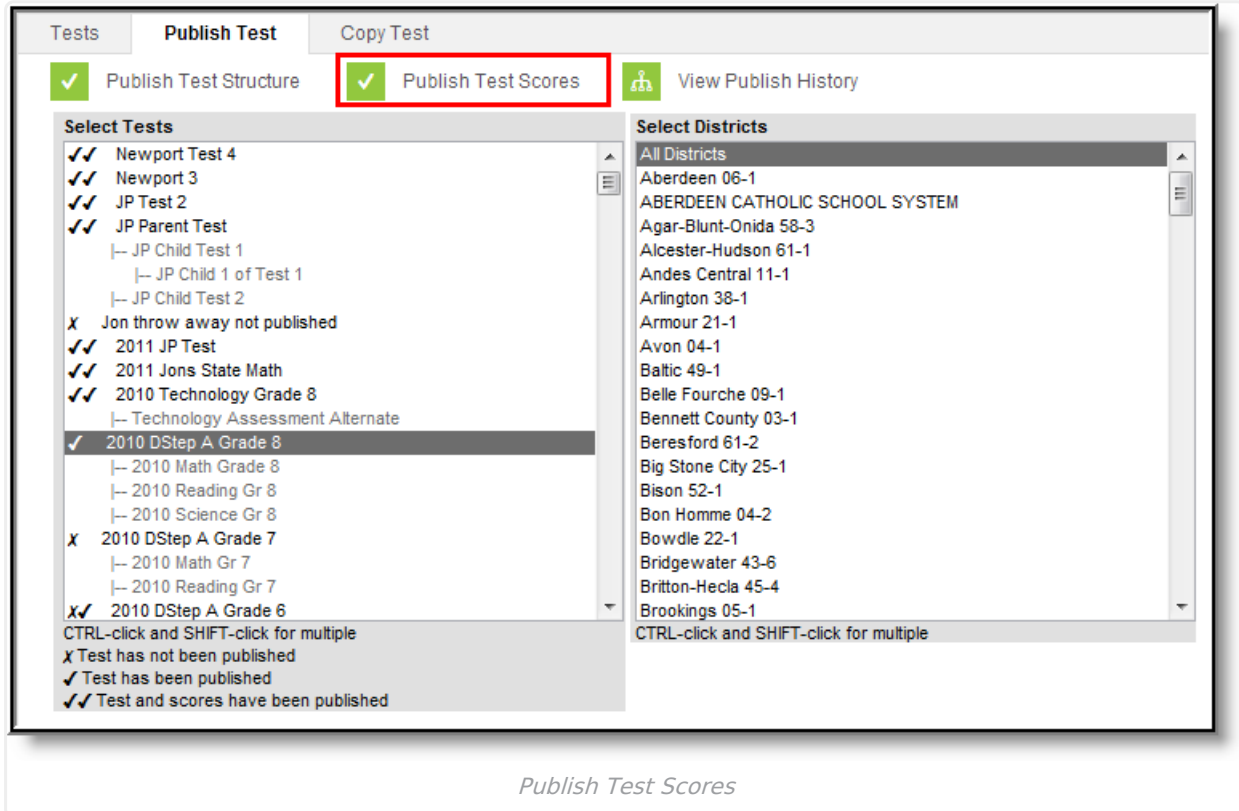 Tests Publish Test Copy Test
✓ Publish Test Structure ✓ Publish Test Scores View Publish History
Select Tests
✓✓ Newport Test 4
✓✓ Newport 3
✓✓ JP Test 2
✓✓ JP Parent Test
|-- JP Child Test 1
|-- JP Child 1 of Test 1
|-- JP Child Test 2
✗ Jon throw away not published
✓✓ 2011 JP Test
✓✓ 2011 Jons State Math
✓✓ 2010 Technology Grade 8
|-- Technology Assessment Alternate
✓ 2010 DStep A Grade 8
|-- 2010 Math Grade 8
|-- 2010 Reading Gr 8
|-- 2010 Science Gr 8
✗ 2010 DStep A Grade 7
|-- 2010 Math Gr 7
|-- 2010 Reading Gr 7
✗✓ 2010 DStep A Grade 6
CTRL-click and SHIFT-click for multiple
✗ Test has not been published
✓ Test has been published
✓✓ Test and scores have been published
Select Districts
All Districts
Aberdeen 06-1
ABERDEEN CATHOLIC SCHOOL SYSTEM
Agar-Blunt-Onida 58-3
Alcester-Hudson 61-1
Andes Central 11-1
Arlington 38-1
Armour 21-1
Avon 04-1
Baltic 49-1
Belle Fourche 09-1
Bennett County 03-1
Beresford 61-2
Big Stone City 25-1
Bison 52-1
Bon Homme 04-2
Bowdle 22-1
Bridgewater 43-6
Britton-Hecla 45-4
Brookings 05-1
CTRL-click and SHIFT-click for multiple
Publish Test Scores